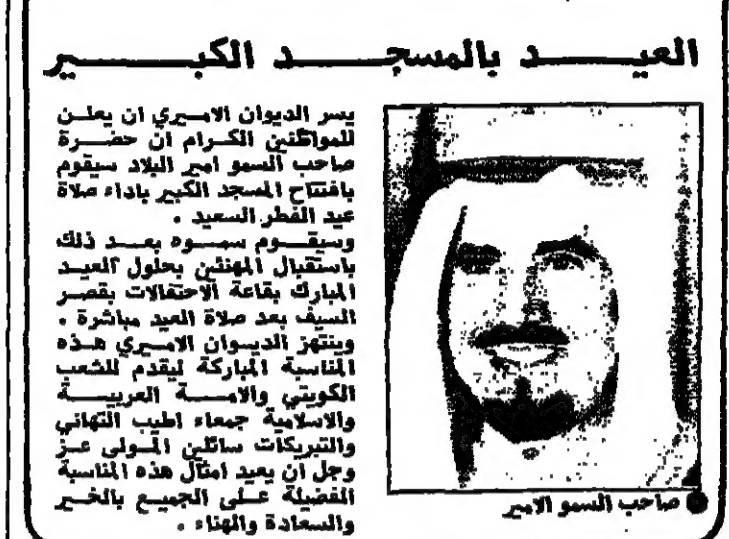 العيد بالمسجد الكبير
يسر الديوان الاميري ان يعلن
للمواطنين الكرام ان حضرة
صاحب السمو امير البلاد سيقوم
بافتتاح المسجد الكبير باداء صلاة
عيد الفطر السعيد .
وسيقوم سموه بعد ذلك
باستقبال المهنئين بحلول العيد
المبارك بقاعة الاحتفالات بقصر
السيف بعد صلاة العيد مباشرة .
وينتهز الديوان الاميري هذه
المناسبة المباركة ليقدم للشعب
الكويتي والامة العربية
والاسلامية جمعاء اطيب التهاني
والتبريكات سائلين المولى عز
وجل ان يعيد امثال هذه المناسبة
الفضيلة على الجميع بالخير
والسعادة والهناء .
صاحب السمو الامير